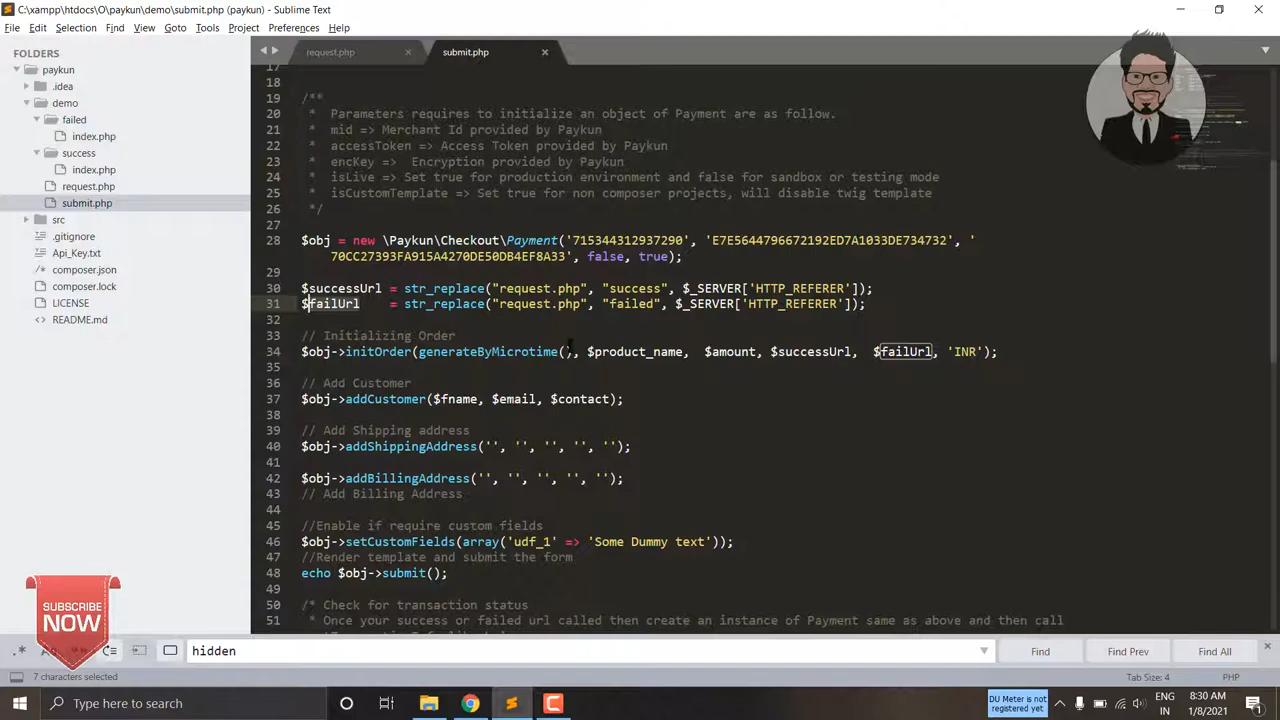 C:\xampp\htdocs\O\paykun\demo\submit.php (paykun) - Sublime Text
File Edit Selection Find View Goto Tools Project Preferences Help
FOLDERS
paykun
.idea
demo
failed
index.php
success
index.php
request.php
submit.php
src
.gitignore
Api_Key.txt
composer.json
composer.lock
LICENSE
README.md
request.php submit.php
17
18
19 /**
20 * Parameters requires to initialize an object of Payment are as follow.
21 * mid => Merchant Id provided by Paykun
22 * accessToken => Access Token provided by Paykun
23 * encKey => Encryption provided by Paykun
24 * isLive => Set true for production environment and false for sandbox or testing mode
25 * isCustomTemplate => Set true for non composer projects, will disable twig template
26 */
27
28 $obj = new \Paykun\Checkout\Payment('715344312937290', 'E7E5644796672192ED7A1033DE734732', '
70CC27393FA915A4270DE50DB4EF8A33', false, true);
29
30 $successUrl = str_replace("request.php", "success", $_SERVER['HTTP_REFERER']);
31 $failUrl = str_replace("request.php", "failed", $_SERVER['HTTP_REFERER']);
32
33 // Initializing Order
34 $obj->initOrder(generateByMicrotime(), $product_name, $amount, $successUrl, $failUrl, 'INR');
35
36 // Add Customer
37 $obj->addCustomer($fname, $email, $contact);
38
39 // Add Shipping address
40 $obj->addShippingAddress('', '', '', '', '');
41
42 $obj->addBillingAddress('', '', '', '', '');
43 // Add Billing Address
44
45 //Enable if require custom fields
46 $obj->setCustomFields(array('udf_1' => 'Some Dummy text'));
47 //Render template and submit the form
48 echo $obj->submit();
49
50 /* Check for transaction status
51 * Once your success or failed url called then create an instance of Payment same as above and then call
SUBSCRIBE
NOW
hidden Find Find Prev Find All
7 characters selected Tab Size: 4 PHP
Type here to search
DU Meter is not
registered yet
ENG
IN
8:30 AM
1/8/2021
1